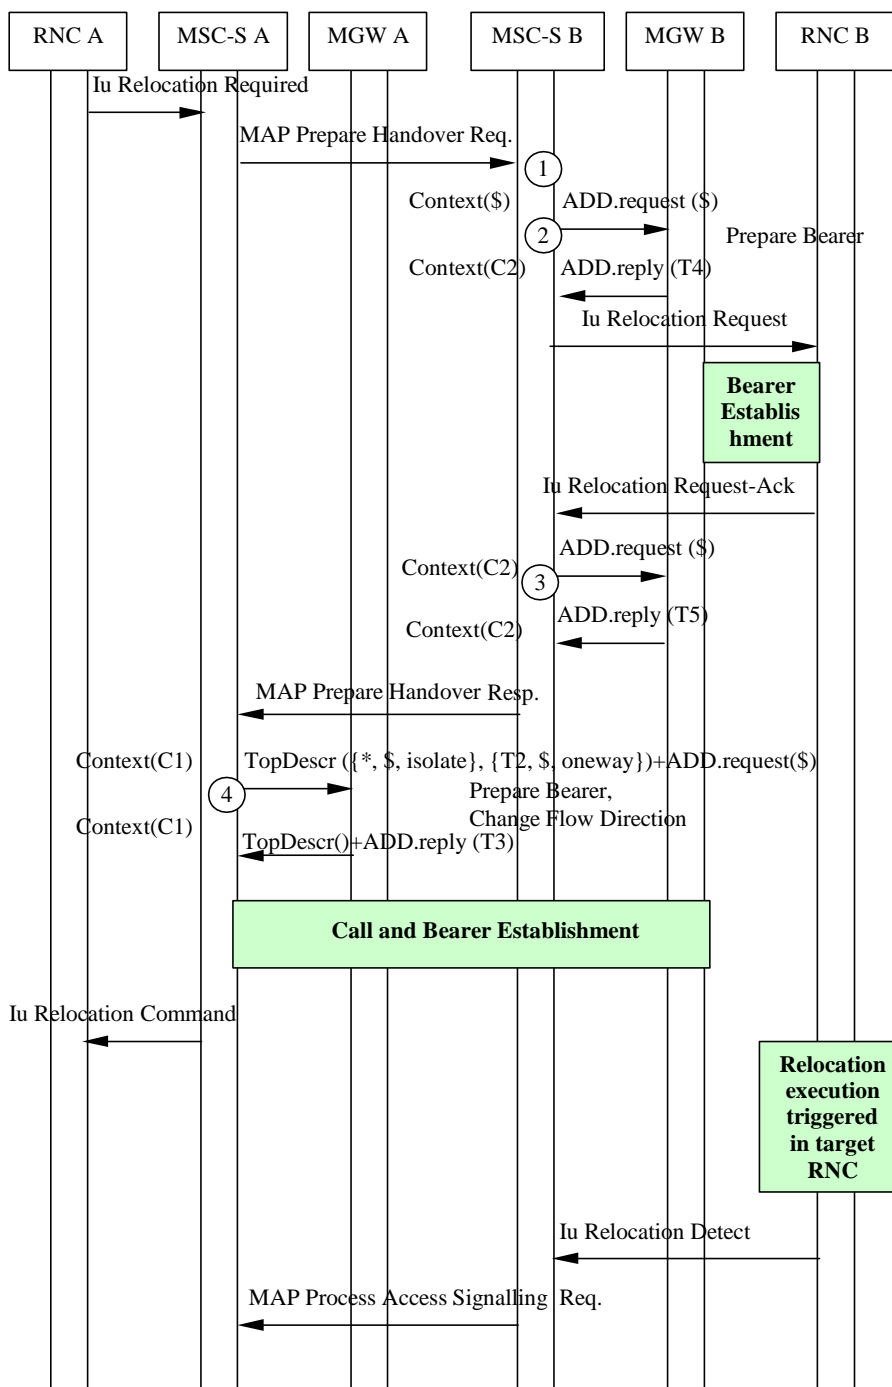 RNC A
MSC-S A
MGW A
MSC-S B
MGW B
RNC B
Iu Relocation Required
MAP Prepare Handover Req.
1
Context($)
ADD.request ($)
2
Prepare Bearer
Context(C2)
ADD.reply (T4)
Iu Relocation Request
Bearer
Establis
hment
Iu Relocation Request-Ack
ADD.request ($)
Context(C2)
3
ADD.reply (T5)
Context(C2)
MAP Prepare Handover Resp.
Context(C1)
TopDescr ({*, $, isolate}, {T2, $, oneway})+ADD.request($)
4
Prepare Bearer,
Change Flow Direction
Context(C1)
TopDescr()+ADD.reply (T3)
Call and Bearer Establishment
Iu Relocation Command
Relocation
execution
triggered
in target
RNC
Iu Relocation Detect
MAP Process Access Signalling Req.